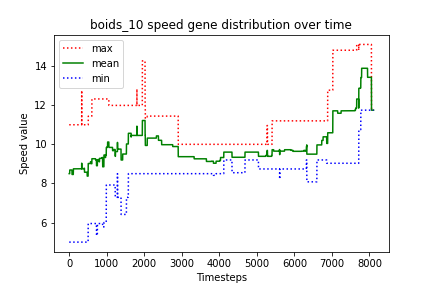 boids_10 speed gene distribution over time
max
mean
min
Speed value
14
12
10
8
6
0 1000 2000 3000 4000 5000 6000 7000 8000
Timesteps